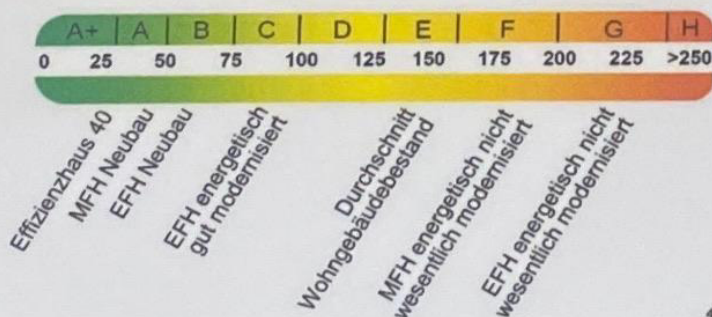 A+ A B C D E F G H
0 25 50 75 100 125 150 175 200 225 >250
Effizienzhaus 40
MFH Neubau
EFH Neubau
EFH energetisch
gut modernisiert
Durchschnitt
Wohngebäudebestand
MFH energetisch nicht
wesentlich modernisiert
EFH energetisch nicht
wesentlich modernisiert